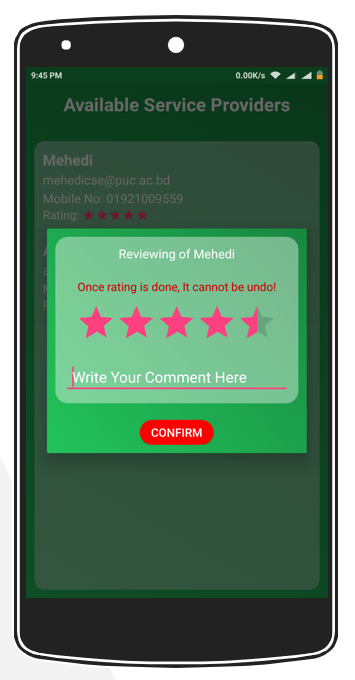 9:45 PM 0.00K/s
Available Service Providers
Mehedi
mehedicse@puc.ac.bd
Mobile No: 01921009559
Rating:
Reviewing of Mehedi
Once rating is done, It cannot be undo!
Write Your Comment Here
CONFIRM